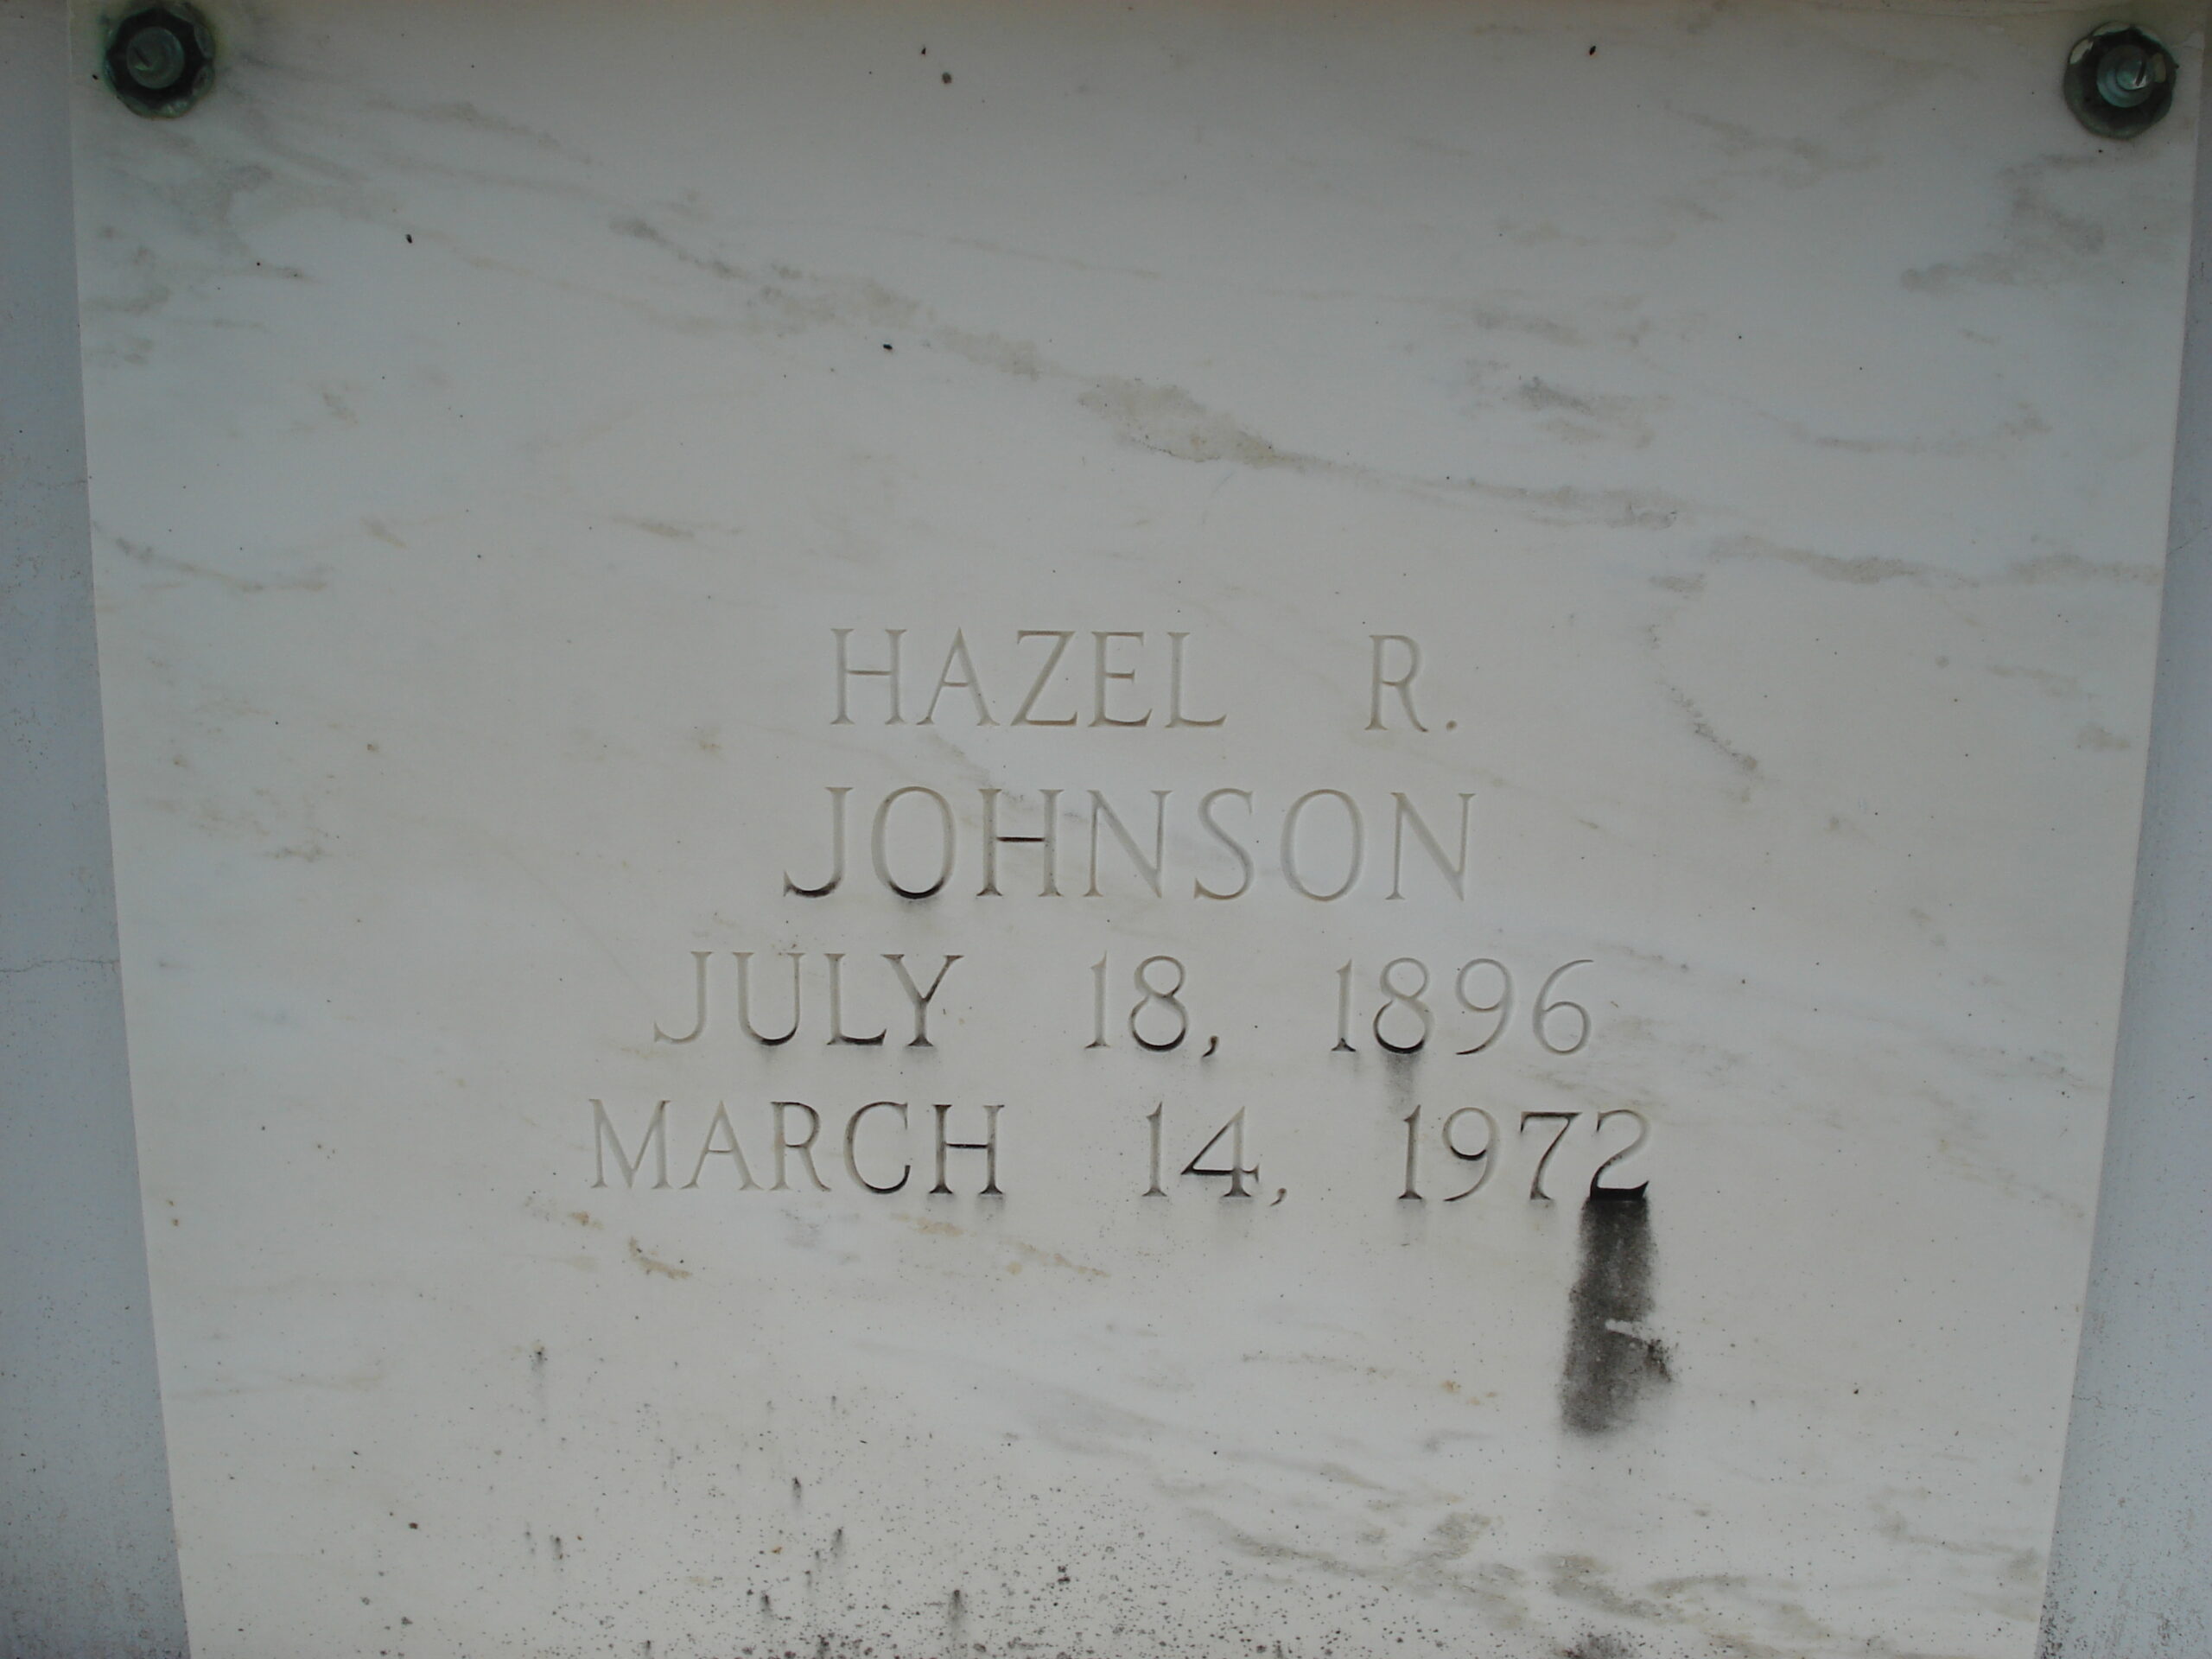 HAZEL R.
JOHNSON
JULY 18, 1896
MARCH 14, 1972